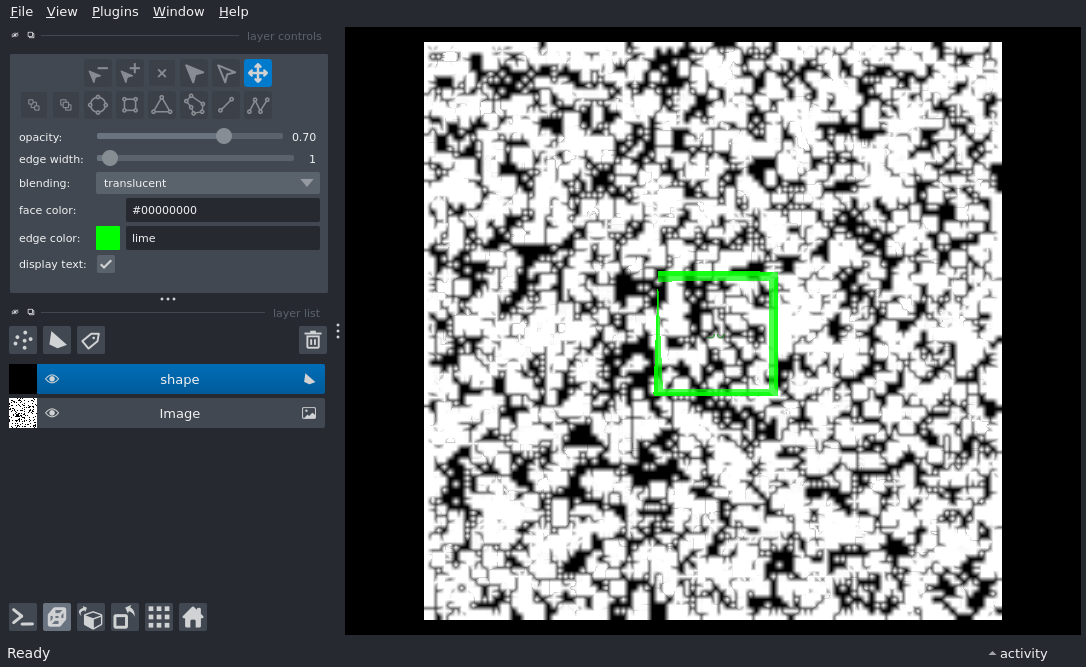 File View Plugins Window Help
layer controls
opacity: 0.70
edge width: 1
blending: translucent
face color: #00000000
edge color: lime
display text:
layer list
shape
Image
Ready
activity